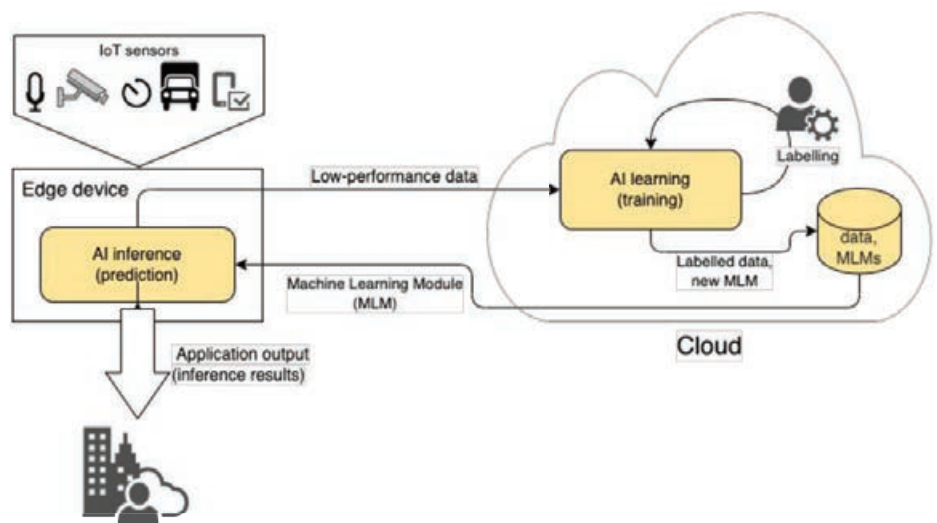 IoT sensors
Edge device
AI inference
(prediction)
Low-performance data
Machine Learning Module
(MLM)
Application output
(inference results)
AI learning
(training)
Labelling
Labelled data,
new MLM
data,
MLMs
Cloud